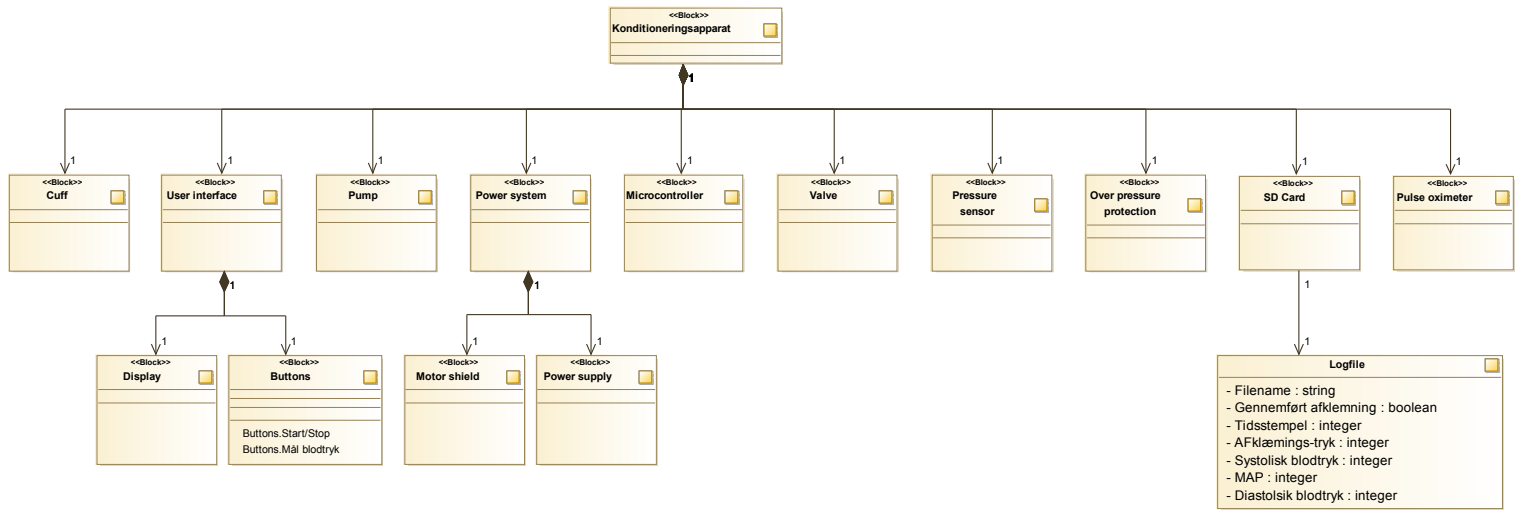 <<Block>>
Konditioneringsapparat
1
1
1
1
1
1
1
1
1
1
1
<<Block>>
Cuff
<<Block>>
User interface
<<Block>>
Pump
<<Block>>
Power system
<<Block>>
Microcontroller
<<Block>>
Valve
<<Block>>
Pressure
sensor
<<Block>>
Over pressure
protection
<<Block>>
SD Card
<<Block>>
Pulse oximeter
1
1
1
1
1
1
1
1
<<Block>>
Display
<<Block>>
Buttons
Buttons.Start/Stop
Buttons.Mål blodtryk
<<Block>>
Motor shield
<<Block>>
Power supply
Logfile
- Filename : string
- Gennemført afklemning : boolean
- Tidsstempel : integer
- AFklæmings-tryk : integer
- Systolisk blodtryk : integer
- MAP : integer
- Diastolsik blodtryk : integer